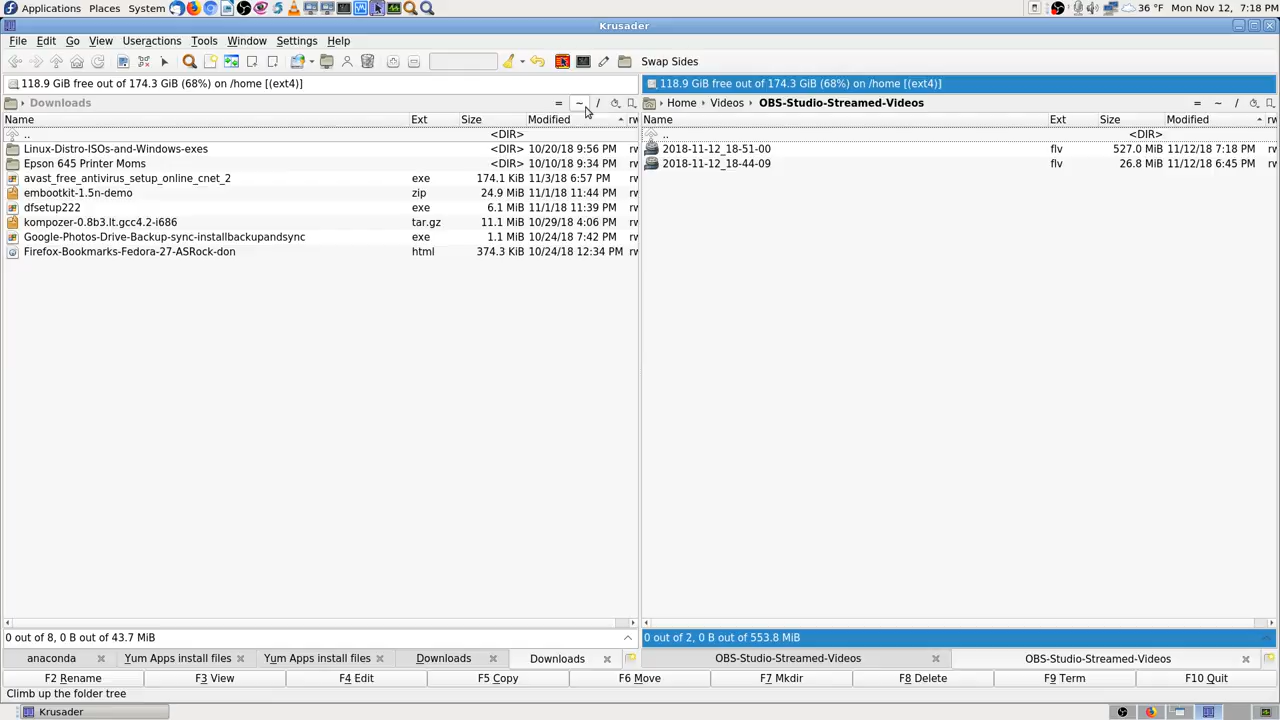 Applications Places System 36 °F Mon Nov 12, 7:18 PM
Krusader
File Edit Go View Useractions Tools Window Settings Help
Swap Sides
118.9 GiB free out of 174.3 GiB (68%) on /home [(ext4)]
118.9 GiB free out of 174.3 GiB (68%) on /home [(ext4)]
Downloads = ~ /
Home Videos OBS-Studio-Streamed-Videos = ~ /
Name Ext Size Modified rw
.. <DIR>
Linux-Distro-ISOs-and-Windows-exes <DIR> 10/20/18 9:56 PM rw
Epson 645 Printer Moms <DIR> 10/10/18 9:34 PM rw
avast_free_antivirus_setup_online_cnet_2 exe 174.1 KiB 11/3/18 6:57 PM rw
embootkit-1.5n-demo zip 24.9 MiB 11/1/18 11:44 PM rw
dfsetup222 exe 6.1 MiB 11/1/18 11:39 PM rw
kompozer-0.8b3.lt.gcc4.2-i686 tar.gz 11.1 MiB 10/29/18 4:06 PM rw
Google-Photos-Drive-Backup-sync-installbackupandsync exe 1.1 MiB 10/24/18 7:42 PM rw
Firefox-Bookmarks-Fedora-27-ASRock-don html 374.3 KiB 10/24/18 12:34 PM rw
Name Ext Size Modified rw
.. <DIR>
2018-11-12_18-51-00 flv 527.0 MiB 11/12/18 7:18 PM rw
2018-11-12_18-44-09 flv 26.8 MiB 11/12/18 6:45 PM rw
0 out of 8, 0 B out of 43.7 MiB
0 out of 2, 0 B out of 553.8 MiB
anaconda Yum Apps install files Yum Apps install files Downloads Downloads
OBS-Studio-Streamed-Videos OBS-Studio-Streamed-Videos
F2 Rename F3 View F4 Edit F5 Copy F6 Move F7 Mkdir F8 Delete F9 Term F10 Quit
Climb up the folder tree
Krusader